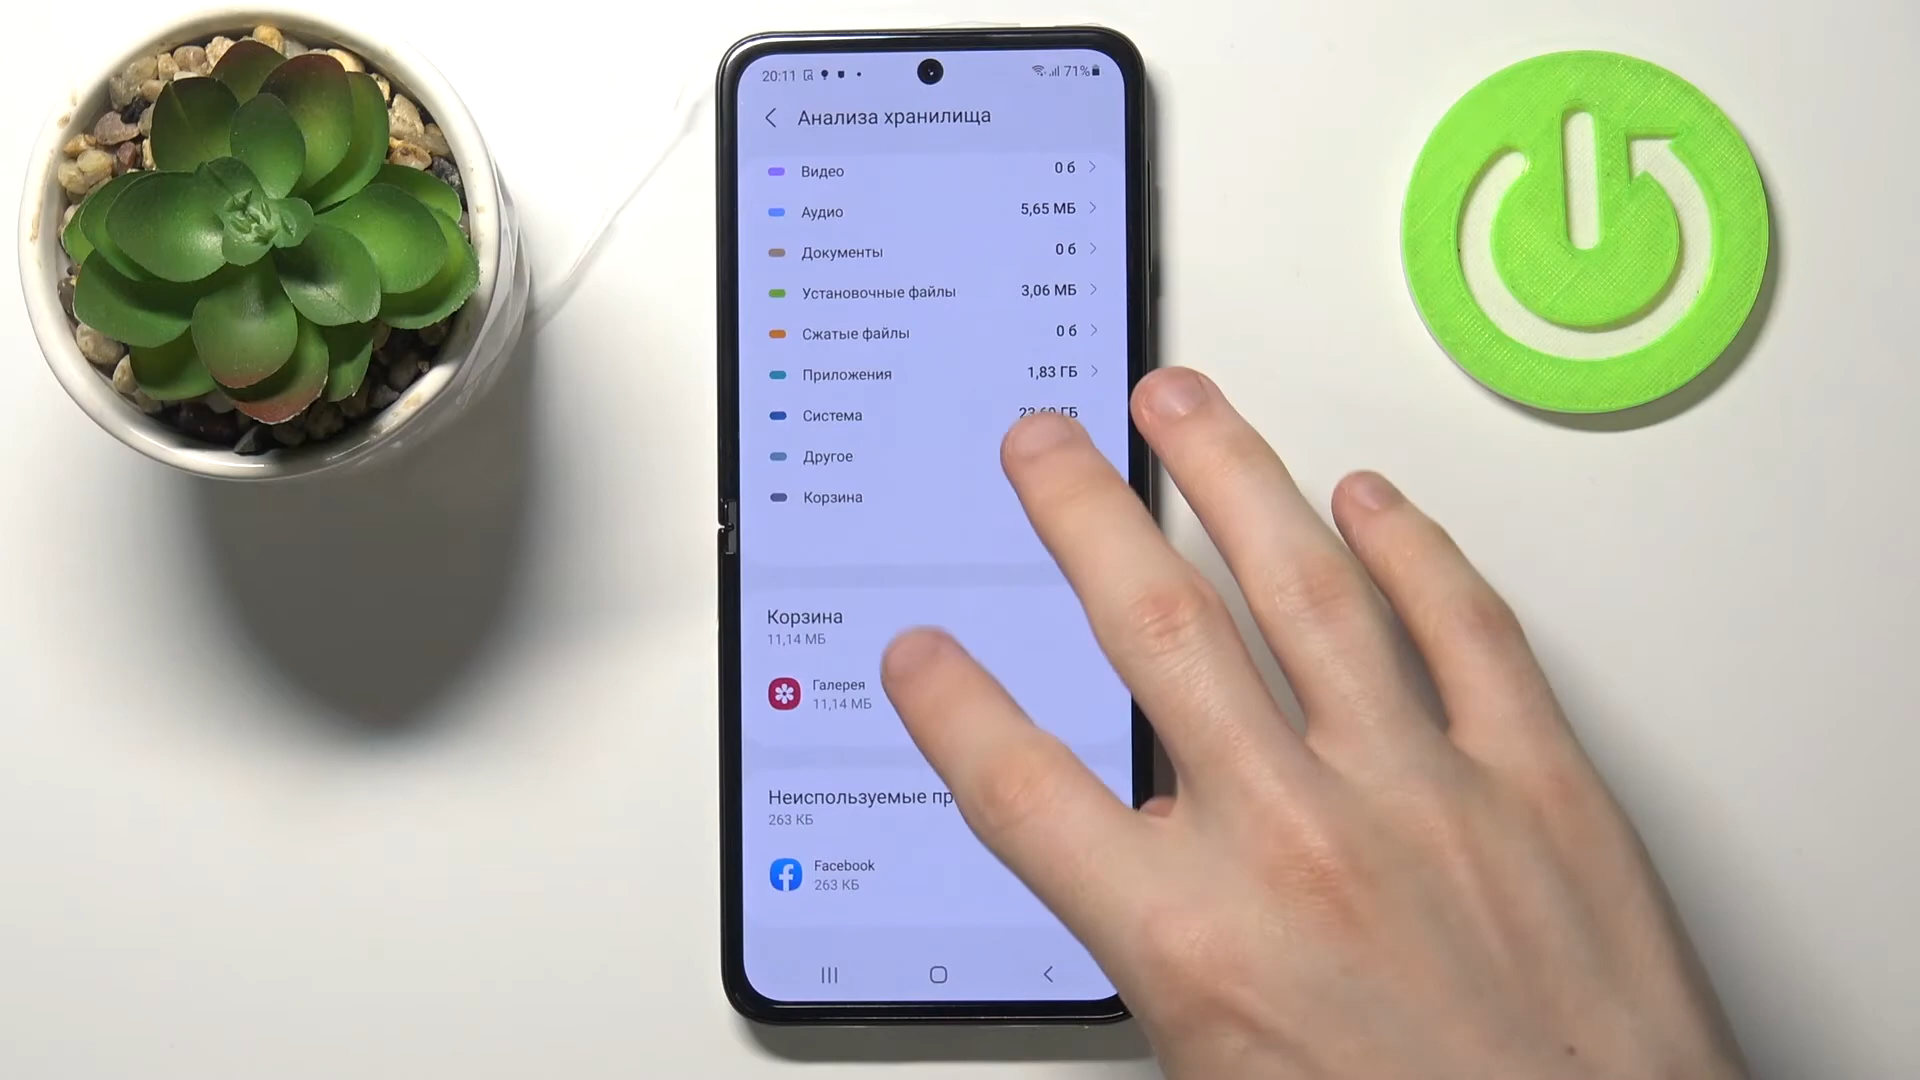 20:11 71%
Анализа хранилища
Видео 0 б
Аудио 5,65 МБ
Документы 0 б
Установочные файлы 3,06 МБ
Сжатые файлы 0 б
Приложения 1,83 ГБ
Система ГБ
Другое
Корзина
Корзина
11,14 МБ
Галерея
11,14 МБ
Неиспользуемые
263 КБ
Facebook
263 КБ